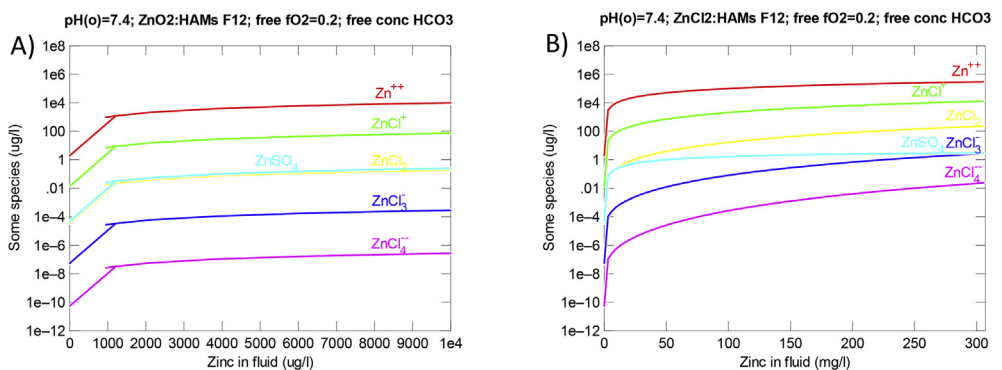 pH(o)=7.4; ZnO2:HAMs F12; free fO2=0.2; free conc HCO3
A)
1e8
1e6
1e4
100
1
.01
1e–4
1e–6
1e–8
1e–10
1e–12
Some species (ug/l)
Zn++
ZnCl+
ZnSO4
ZnCl2
ZnCl3-
ZnCl4--
0 1000 2000 3000 4000 5000 6000 7000 8000 9000 1e4
Zinc in fluid (ug/l)
pH(o)=7.4; ZnCl2:HAMs F12; free fO2=0.2; free conc HCO3
B)
1e8
1e6
1e4
100
1
.01
1e–4
1e–6
1e–8
1e–10
1e–12
Some species (ug/l)
Zn++
ZnCl+
ZnCl2
ZnSO4 ZnCl3-
ZnCl4--
0 50 100 150 200 250 300
Zinc in fluid (mg/l)